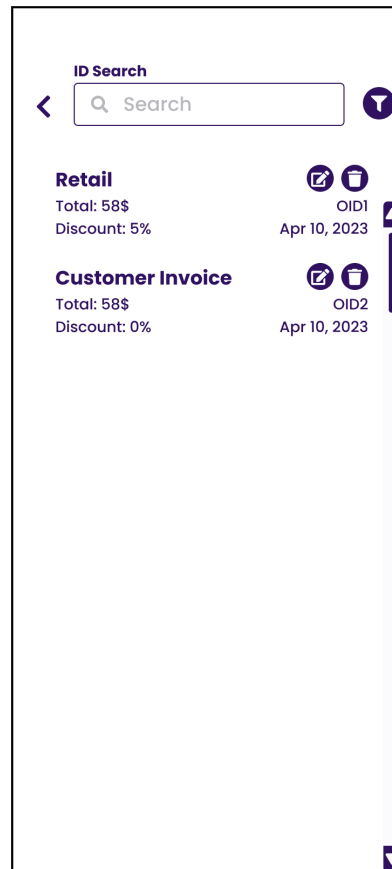 ID Search
Search
Retail
Total: 58$ OID1
Discount: 5% Apr 10, 2023
Customer Invoice
Total: 58$ OID2
Discount: 0% Apr 10, 2023